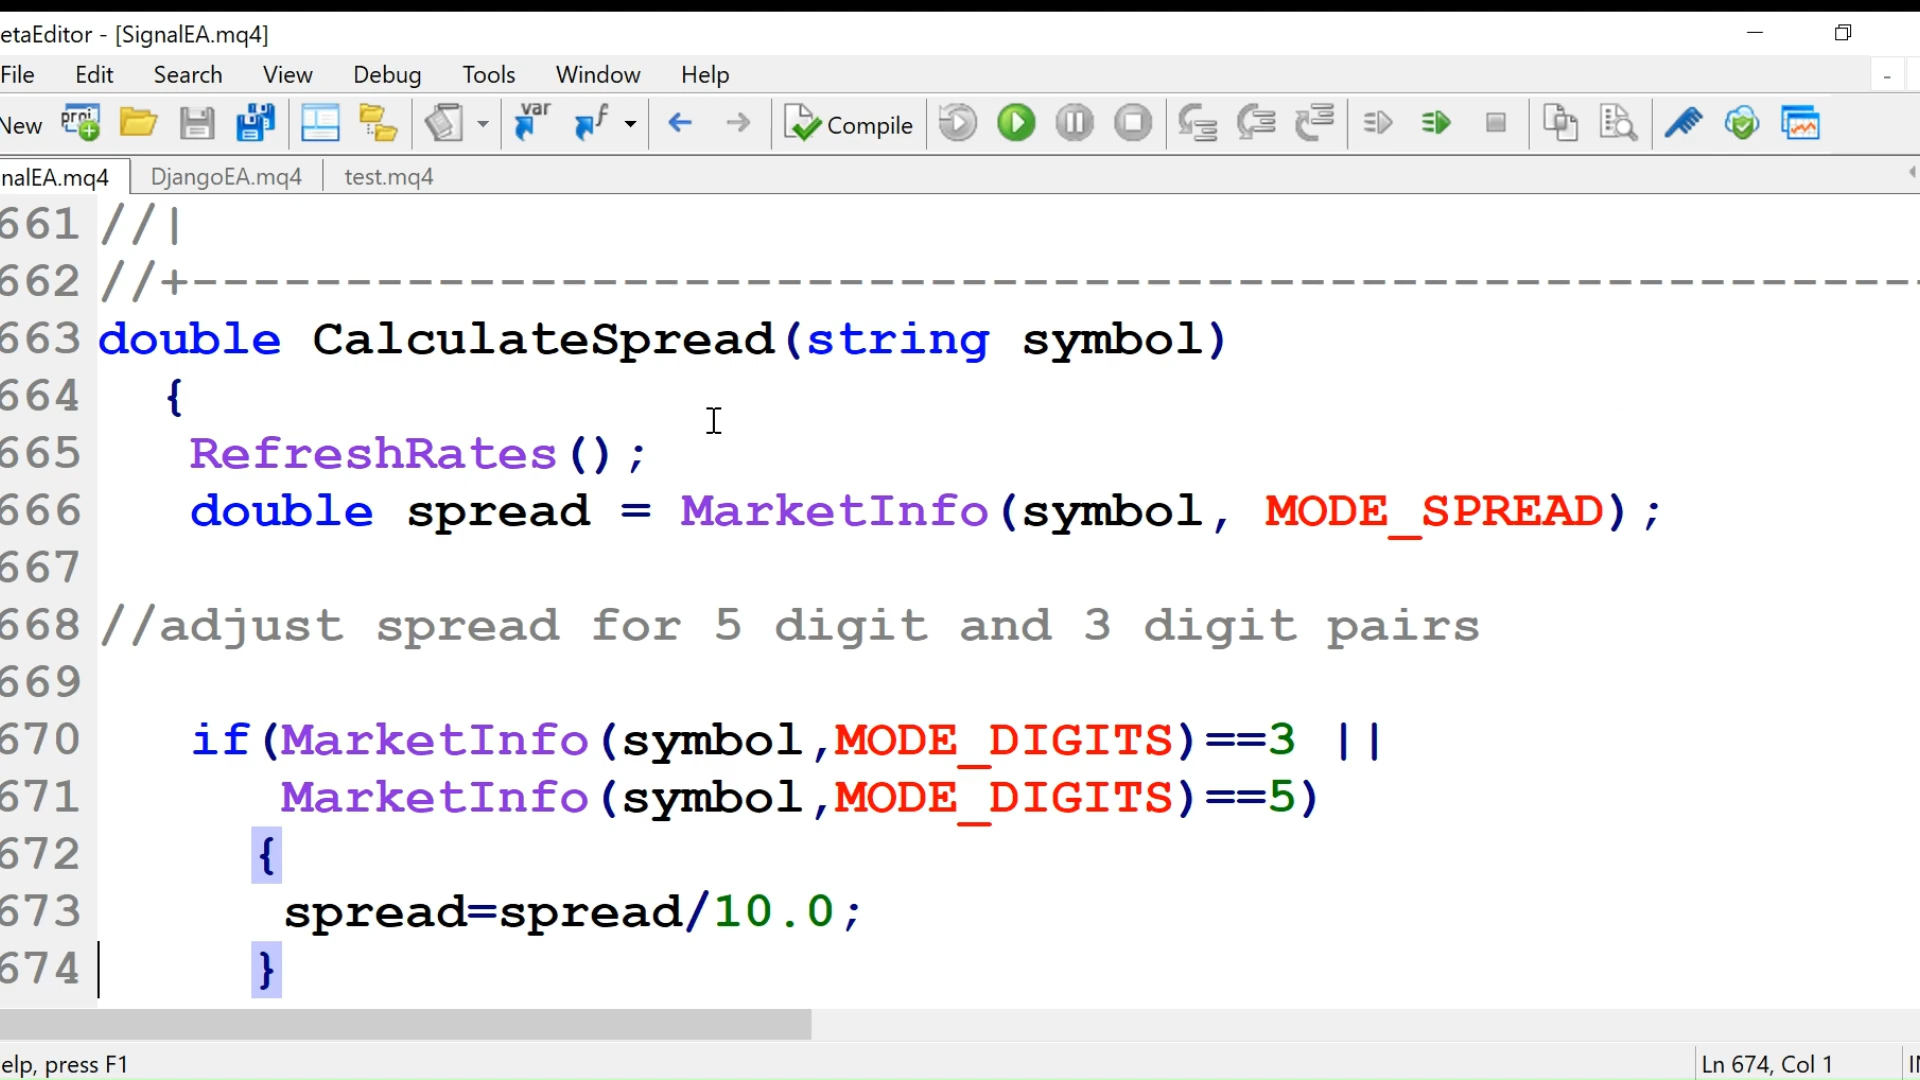 etaEditor - [SignalEA.mq4]
File Edit Search View Debug Tools Window Help
New Compile
nalEA.mq4 DjangoEA.mq4 test.mq4
661 //|
662 //+--------------------------------------------------------
663 double CalculateSpread(string symbol)
664 {
665 RefreshRates();
666 double spread = MarketInfo(symbol, MODE_SPREAD);
667
668 //adjust spread for 5 digit and 3 digit pairs
669
670 if(MarketInfo(symbol,MODE_DIGITS)==3 ||
671 MarketInfo(symbol,MODE_DIGITS)==5)
672 {
673 spread=spread/10.0;
674 }
elp, press F1 Ln 674, Col 1